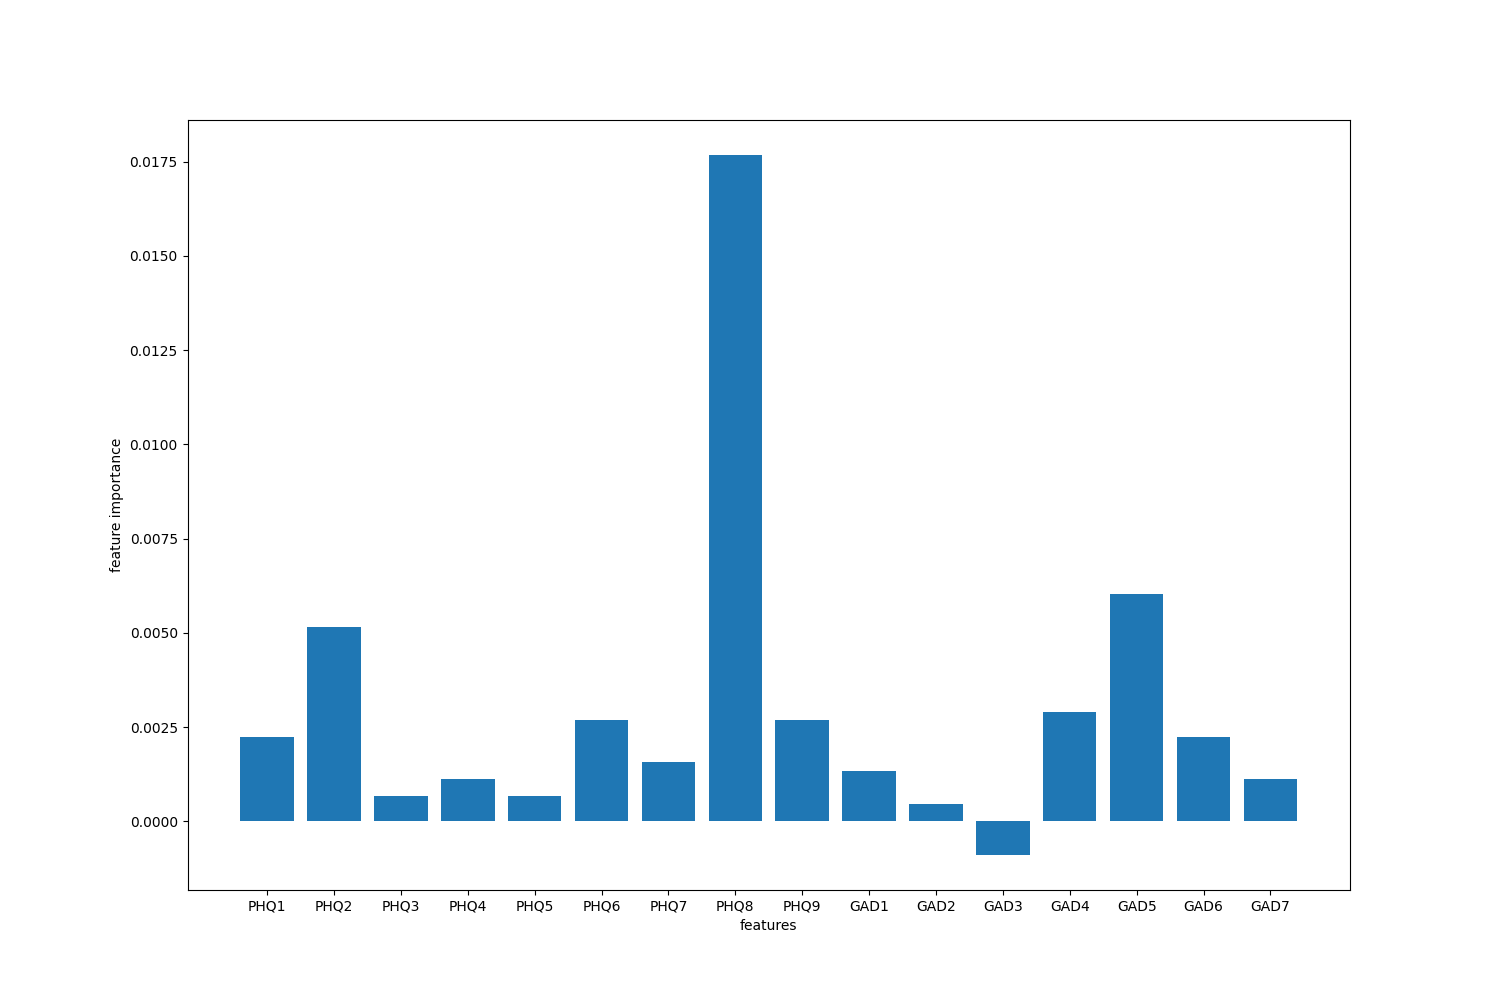 0.0175
0.0150
0.0125
0.0100
0.0075
0.0050
0.0025
0.0000
feature importance
PHQ1 PHQ2 PHQ3 PHQ4 PHQ5 PHQ6 PHQ7 PHQ8 PHQ9 GAD1 GAD2 GAD3 GAD4 GAD5 GAD6 GAD7
features